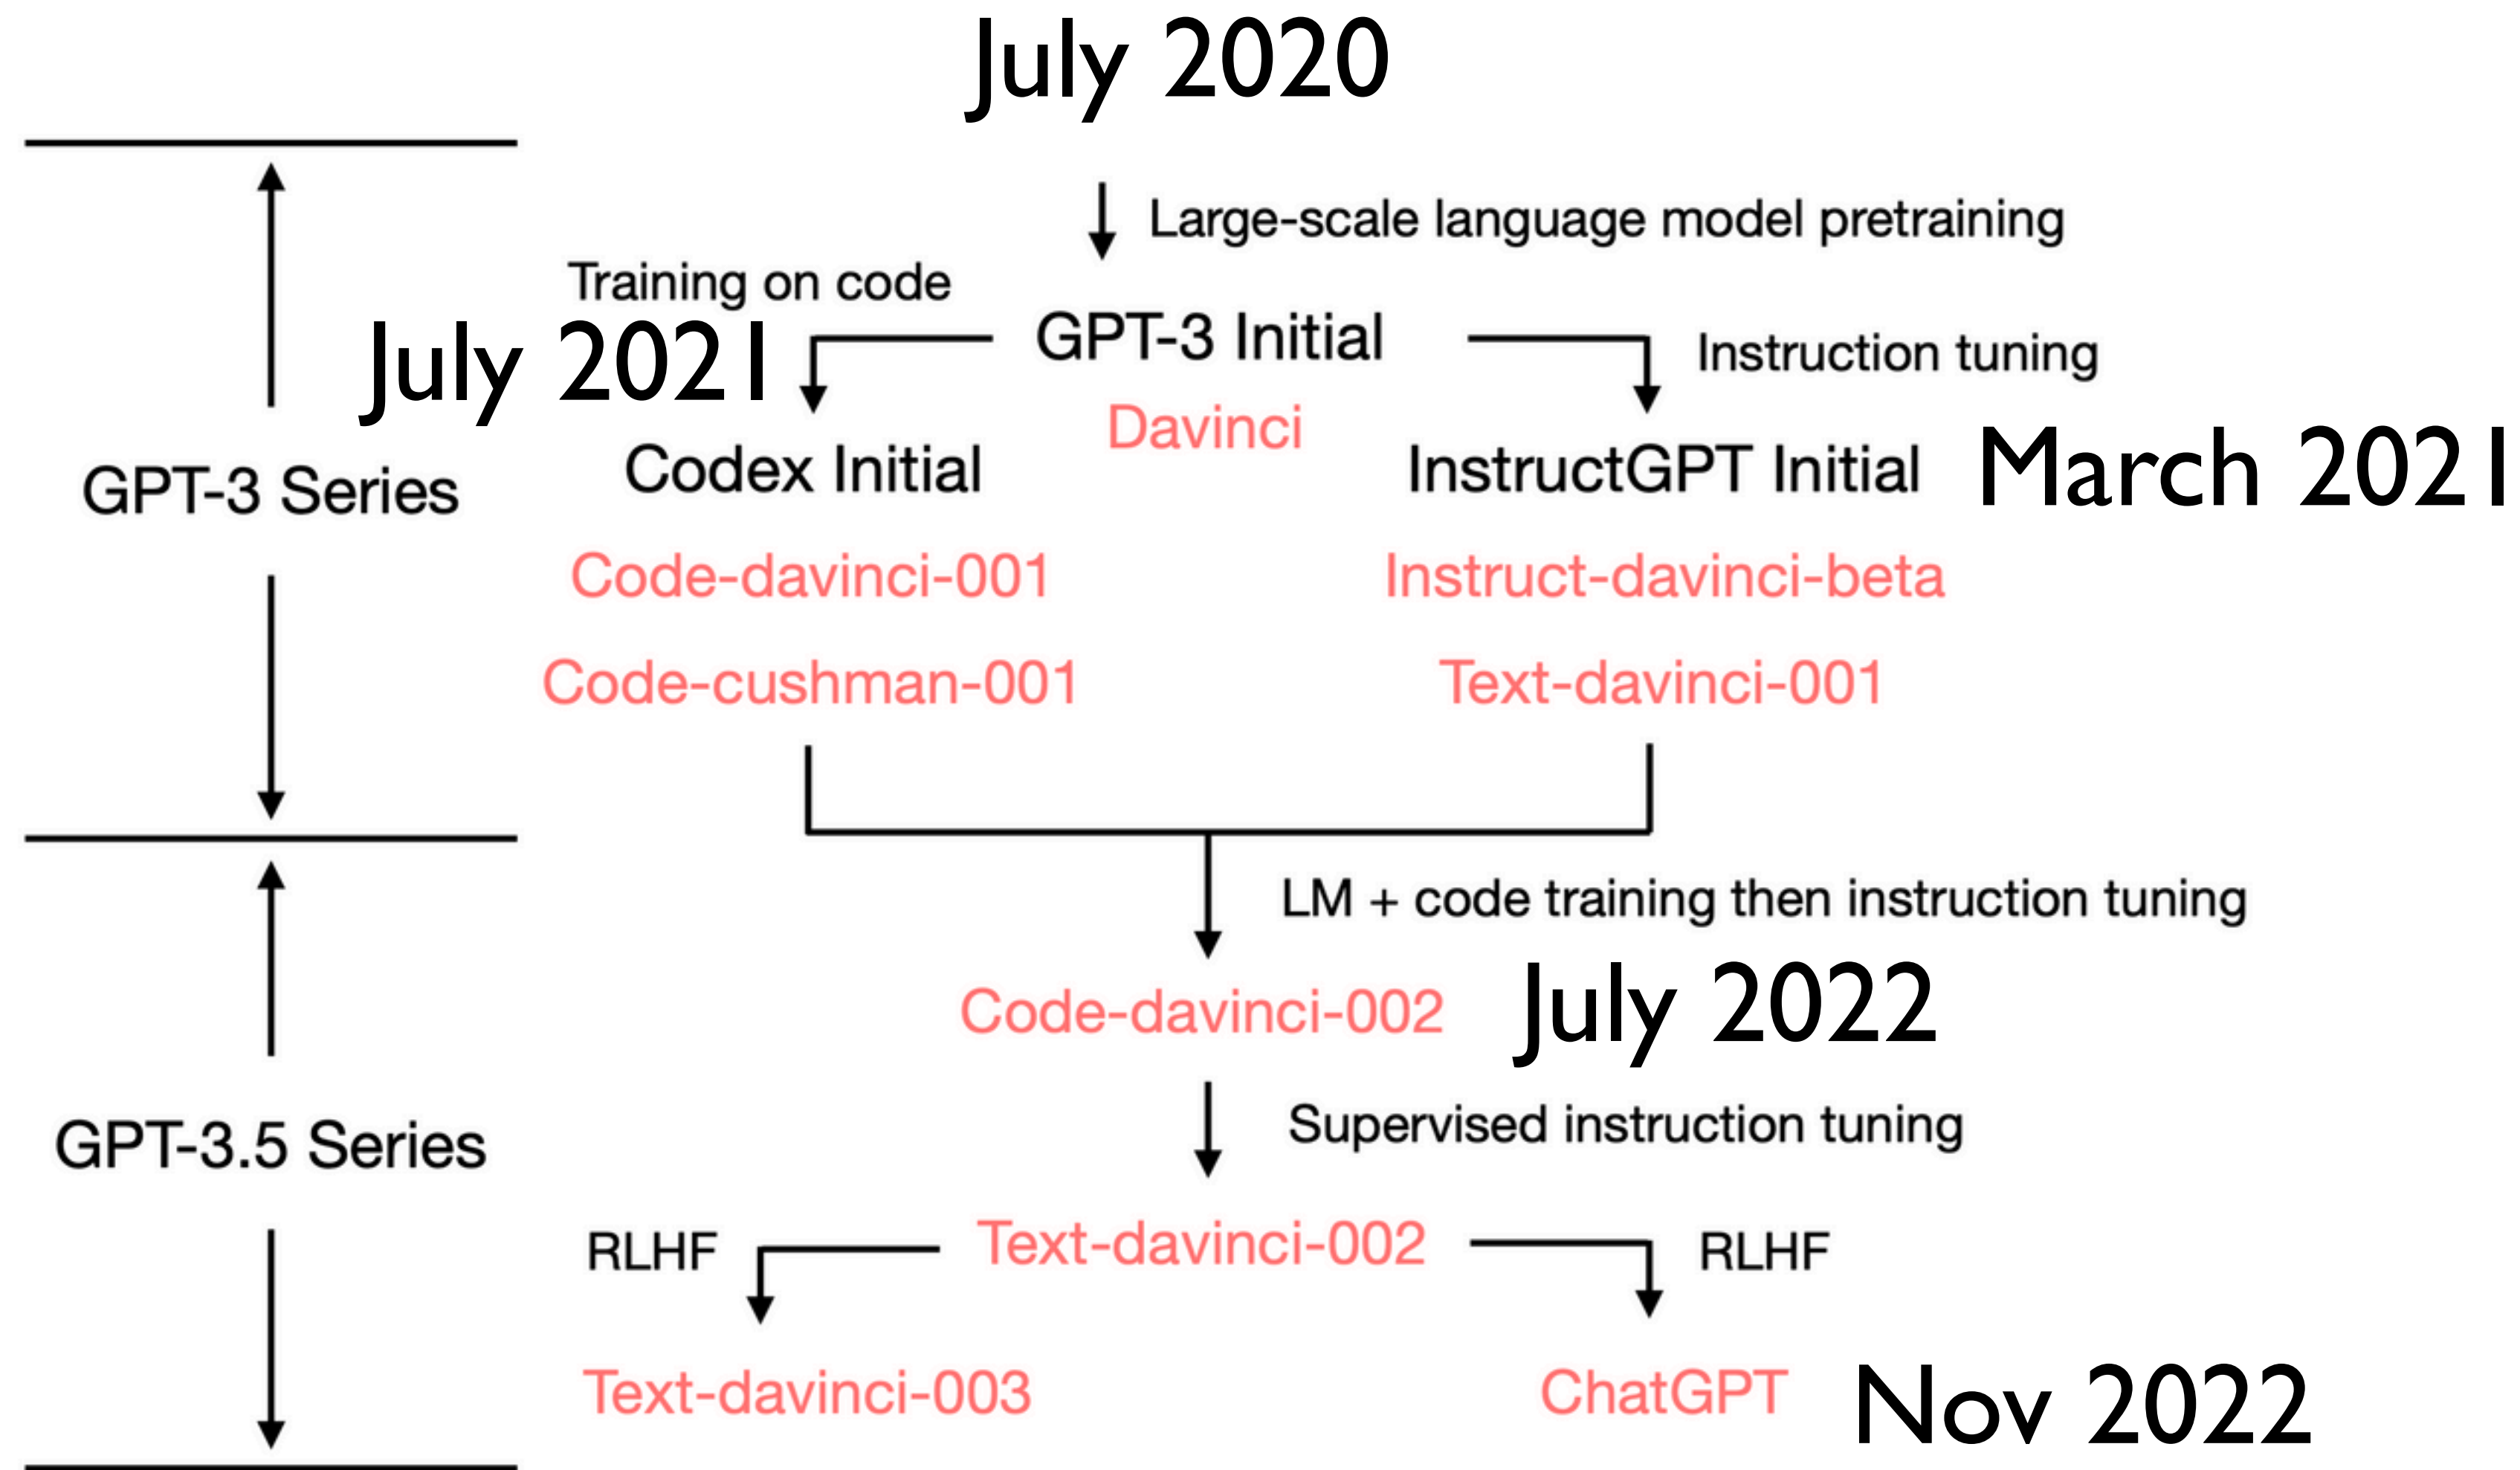 July 2020
Large-scale language model pretraining
Training on code
GPT-3 Initial
Instruction tuning
July 2021
Davinci
Codex Initial
InstructGPT Initial
March 2021
GPT-3 Series
Code-davinci-001
Instruct-davinci-beta
Code-cushman-001
Text-davinci-001
LM + code training then instruction tuning
Code-davinci-002
July 2022
Supervised instruction tuning
GPT-3.5 Series
RLHF
Text-davinci-002
RLHF
Text-davinci-003
ChatGPT
Nov 2022